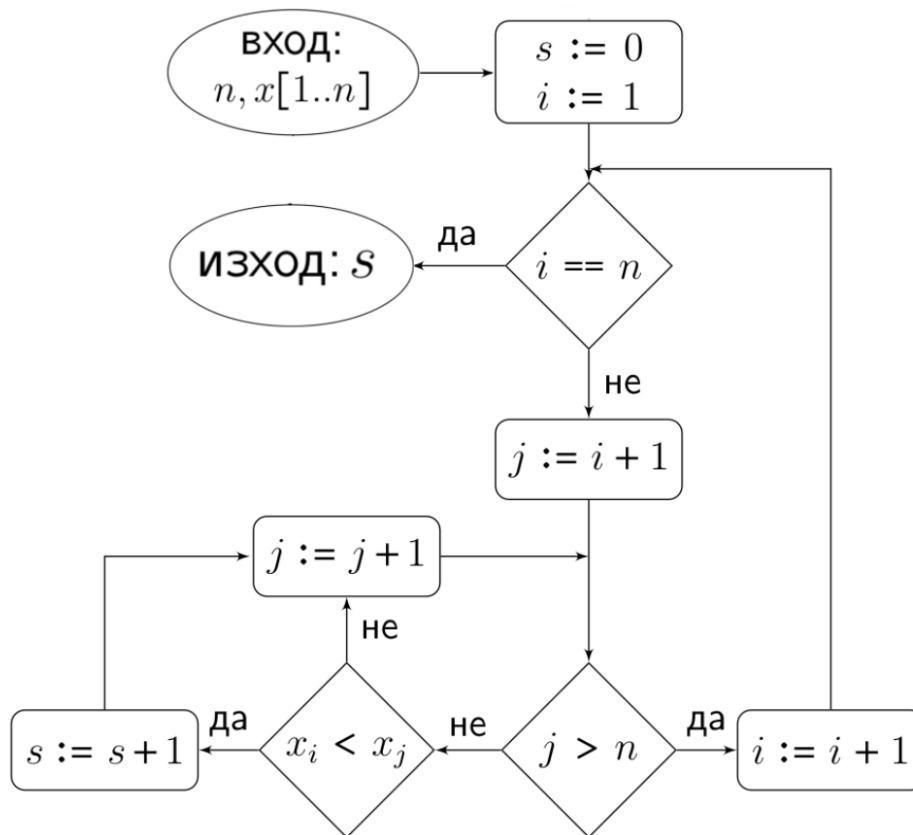 вход:
n, x[1..n]
s := 0
i := 1
да
изход: s
i == n
не
j := i + 1
j := j + 1
не
да
не
да
s := s + 1
x_i < x_j
j > n
i := i + 1